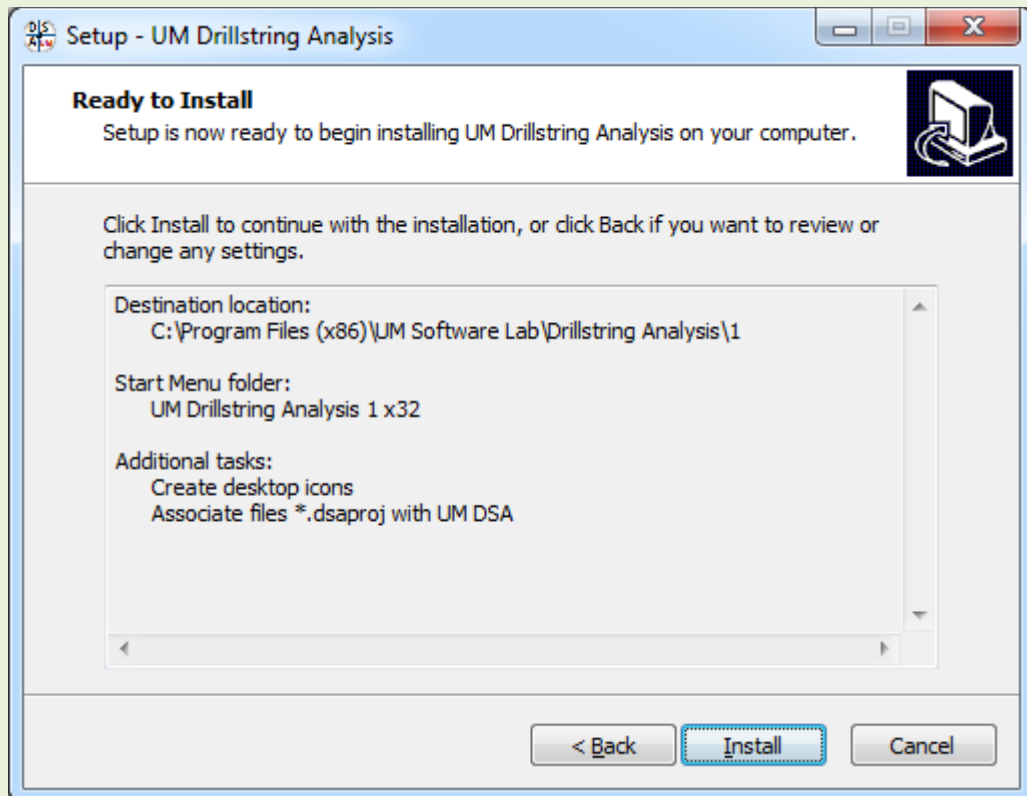 Setup - UM Drillstring Analysis
Ready to Install
Setup is now ready to begin installing UM Drillstring Analysis on your computer.
Click Install to continue with the installation, or click Back if you want to review or
change any settings.
Destination location:
C:\Program Files (x86)\UM Software Lab\Drillstring Analysis\1
Start Menu folder:
UM Drillstring Analysis 1 x32
Additional tasks:
Create desktop icons
Associate files *.dsaproj with UM DSA
< Back Install Cancel